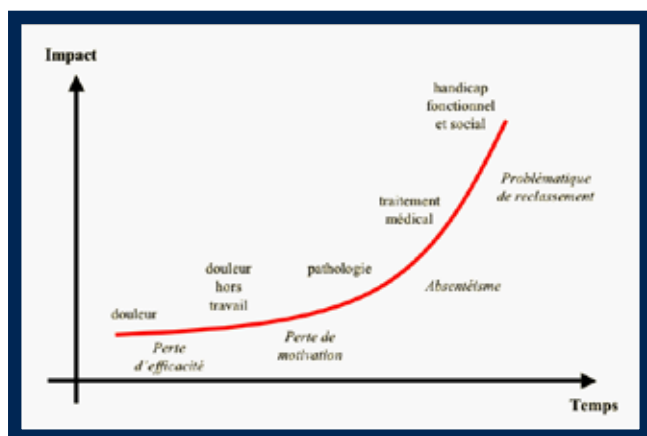 Impact
handicap
fonctionnel
et social
Problématique
de reclassement
traitement
médical
douleur
hors
travail
pathologie
Absentéisme
douleur
Perte de
motivation
Perte
d'efficacité
Temps